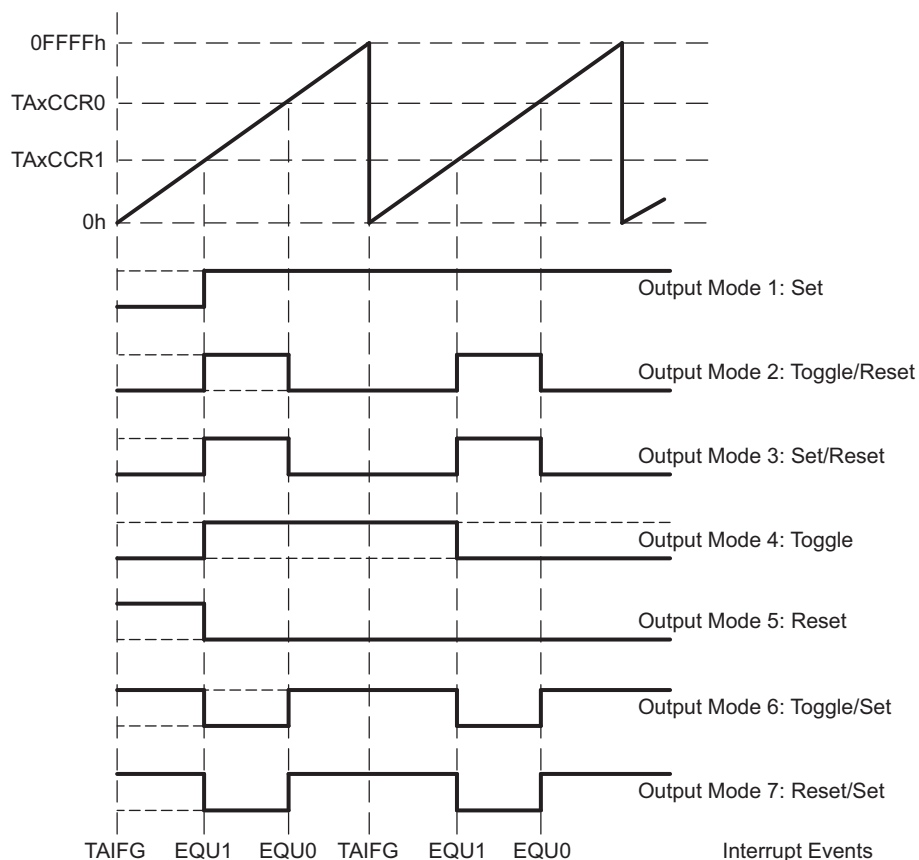 0FFFFh
TAxCCR0
TAxCCR1
0h
Output Mode 1: Set
Output Mode 2: Toggle/Reset
Output Mode 3: Set/Reset
Output Mode 4: Toggle
Output Mode 5: Reset
Output Mode 6: Toggle/Set
Output Mode 7: Reset/Set
TAIFG EQU1 EQU0 TAIFG EQU1 EQU0 Interrupt Events